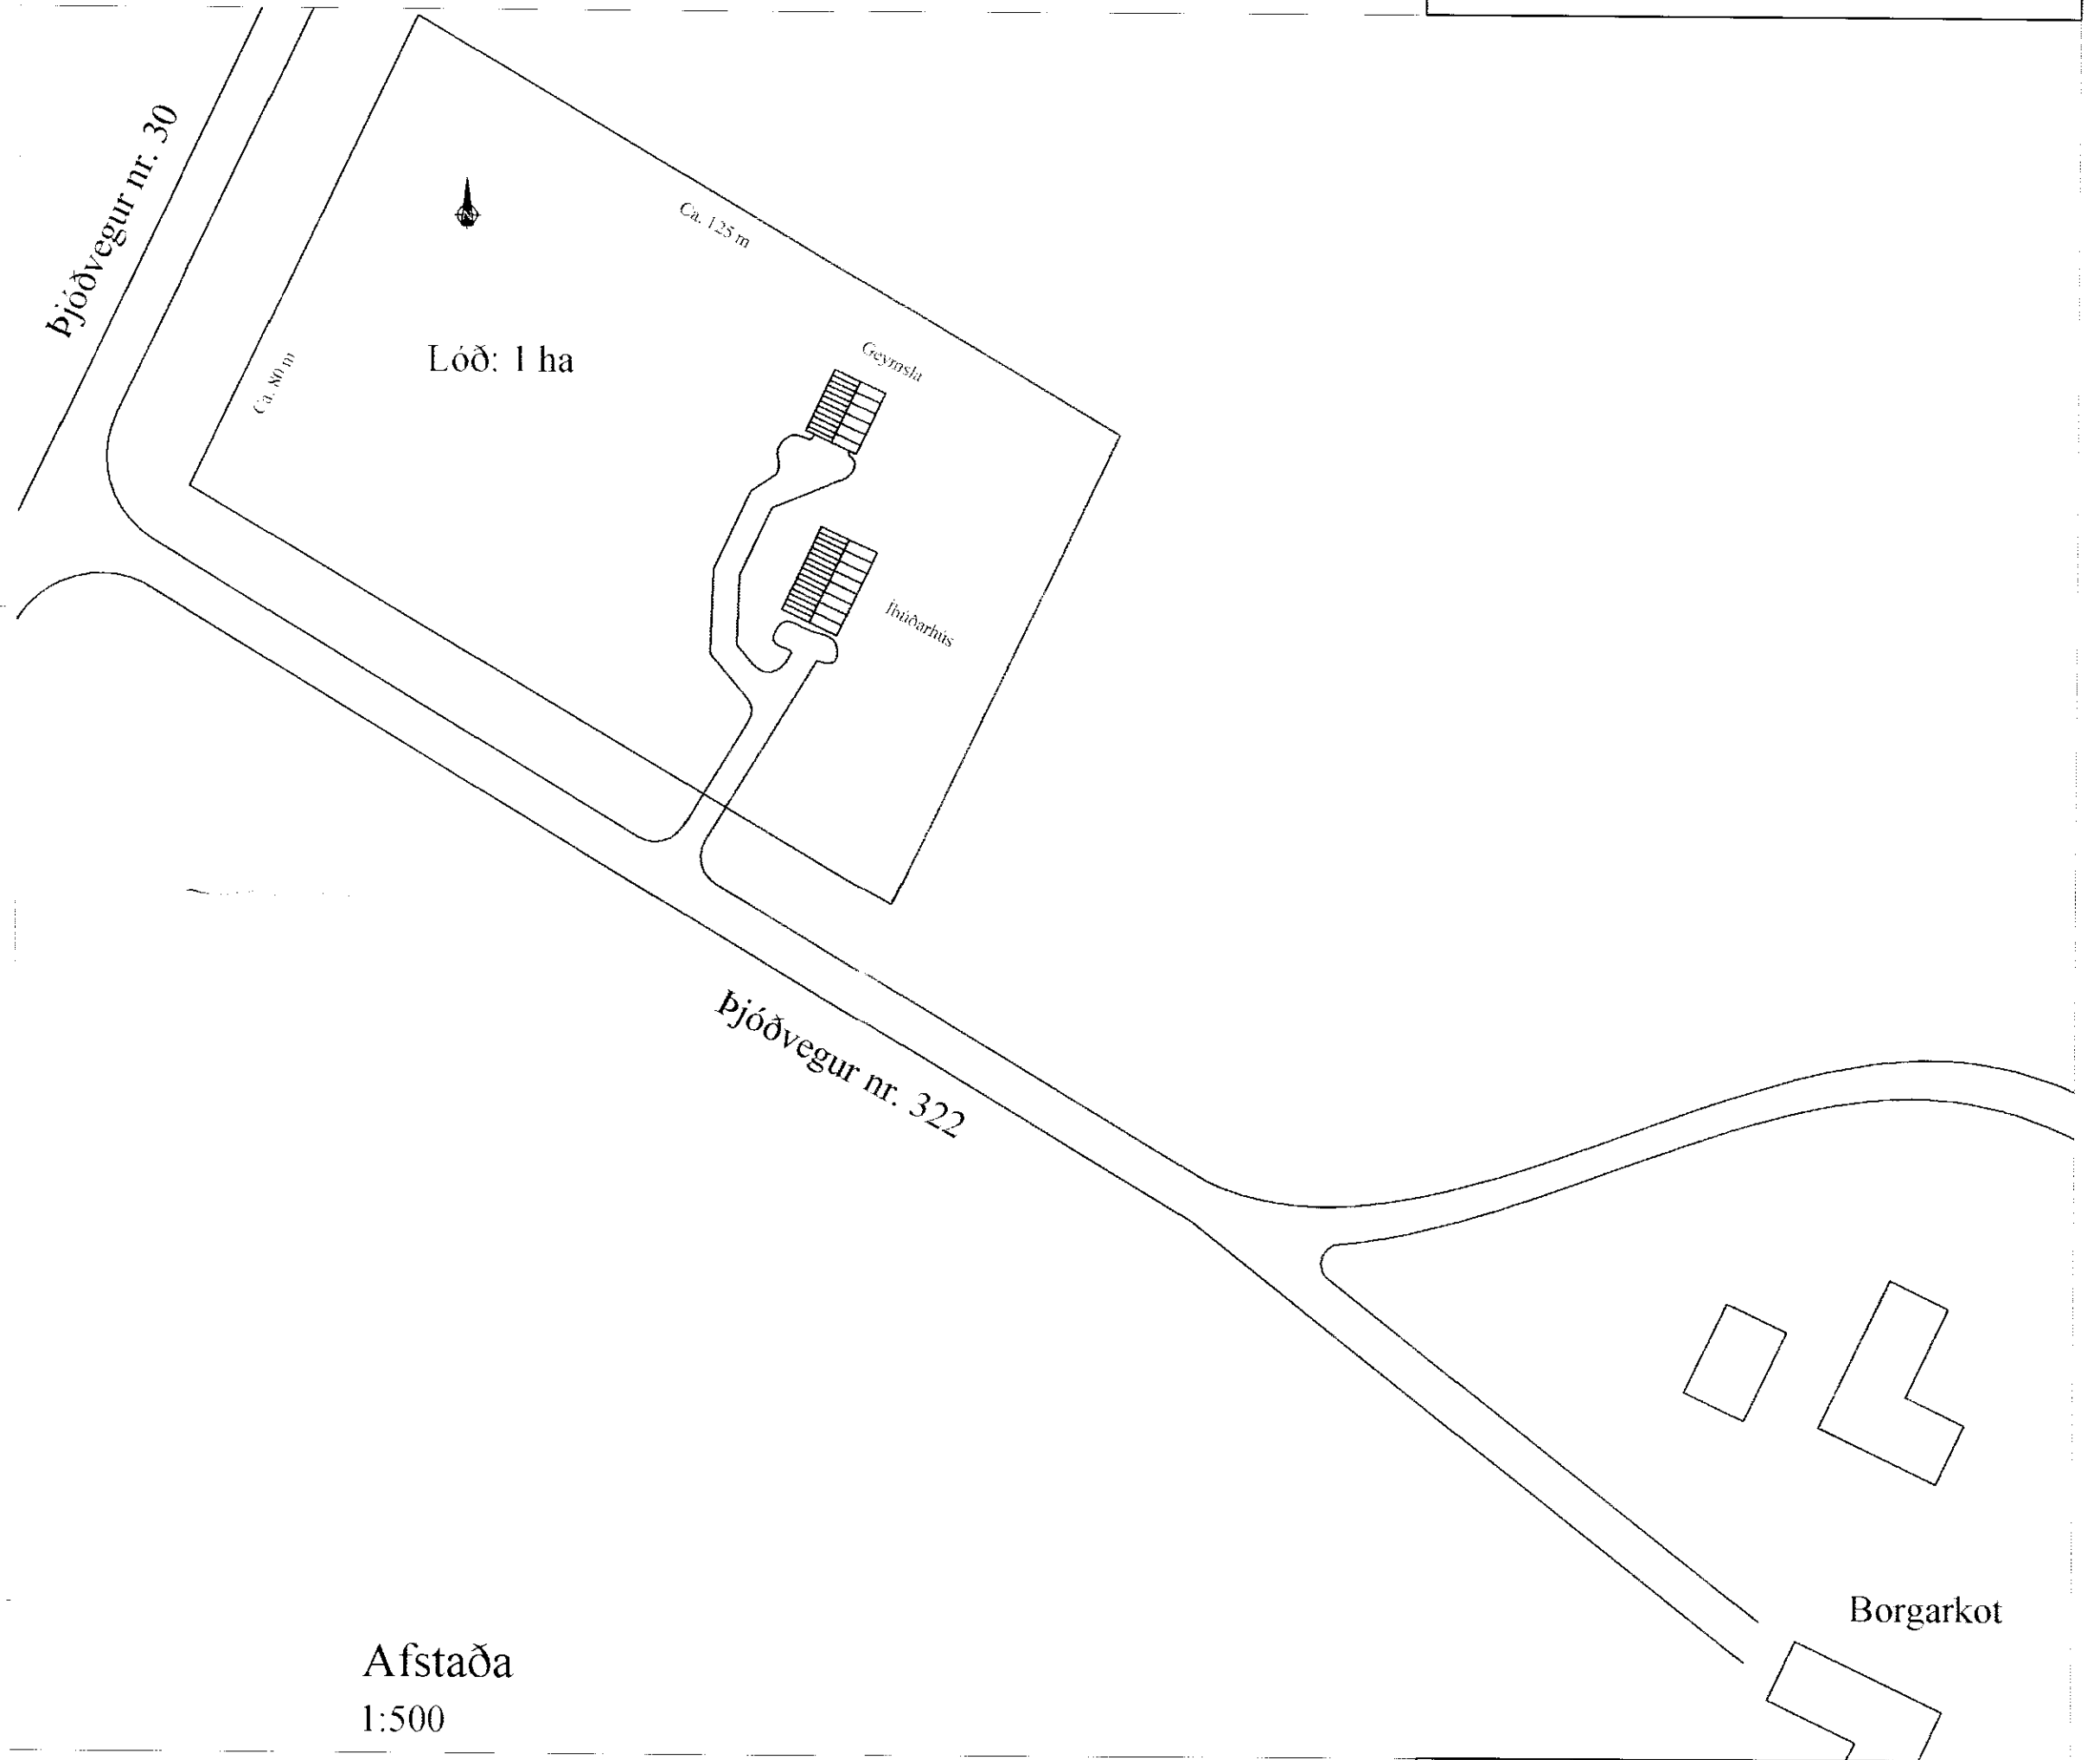 Þjóðvegur nr. 30
N
Ca. 125 m
Lóð: 1 ha
Ca. 80 m
Geymsla
Íbúðarhús
Þjóðvegur nr. 322
Borgarkot
Afstaða
1:500